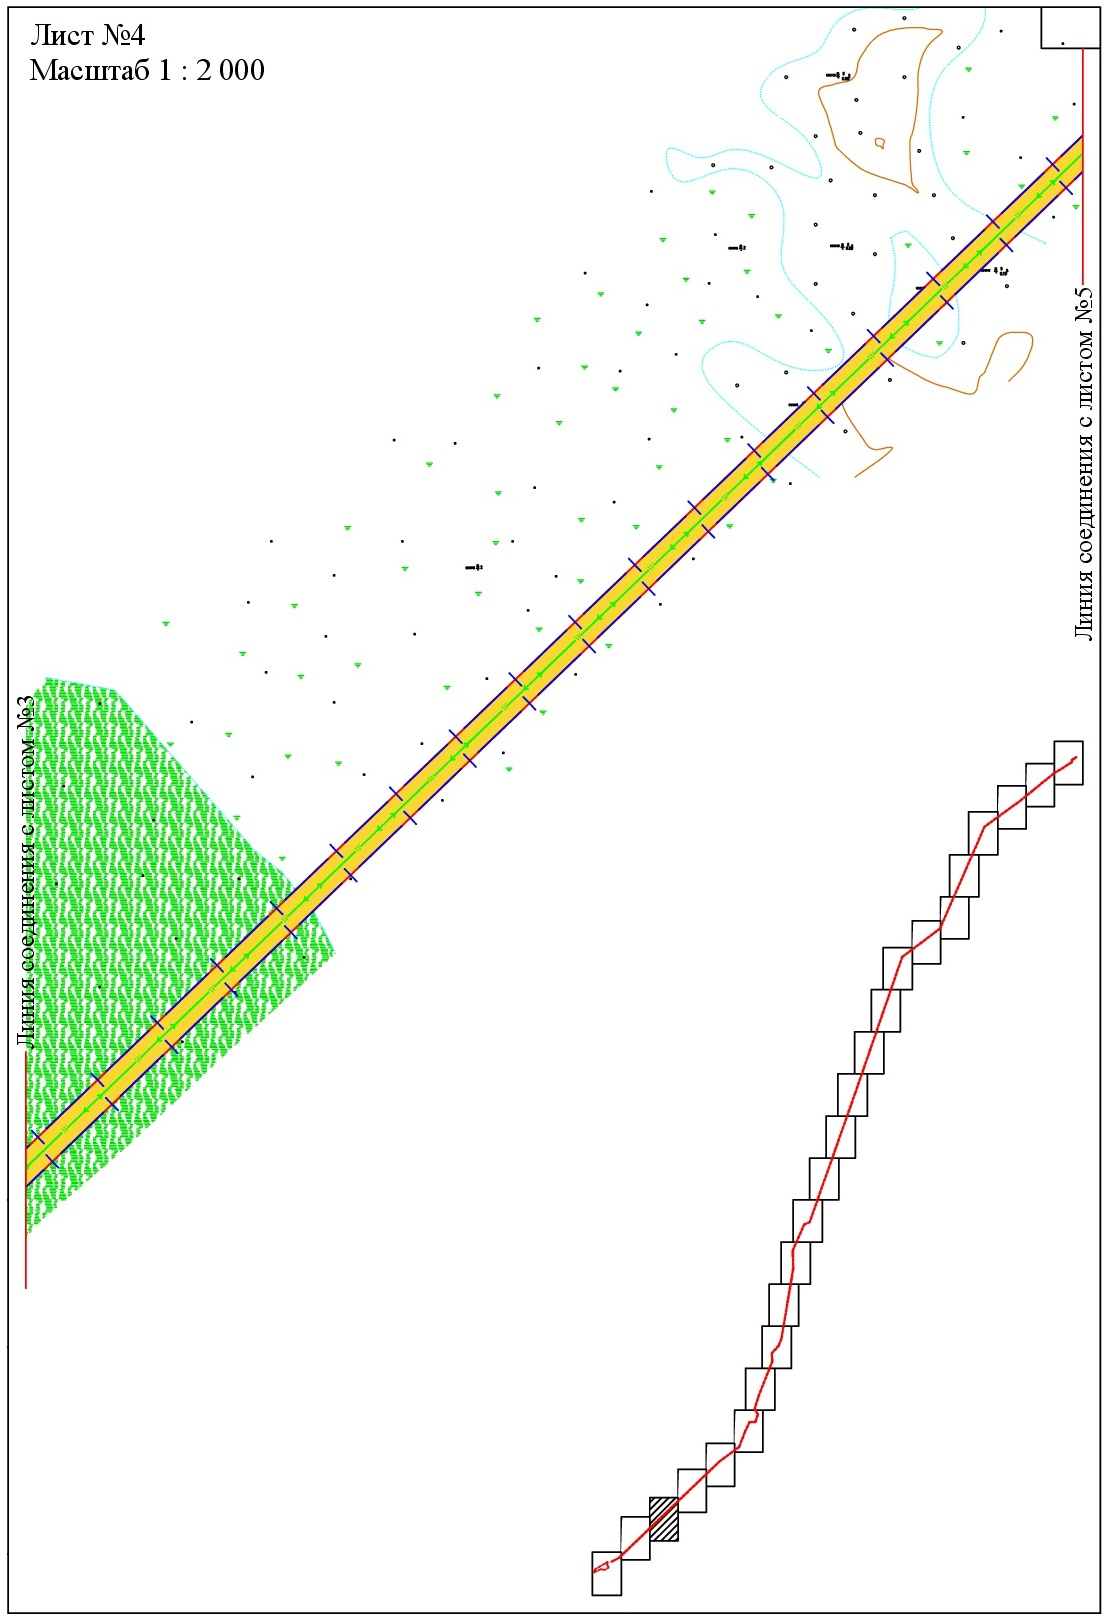 Лист №4
Масштаб 1 : 2 000
Линия соединения с листом №5
Линия соединения с листом №3